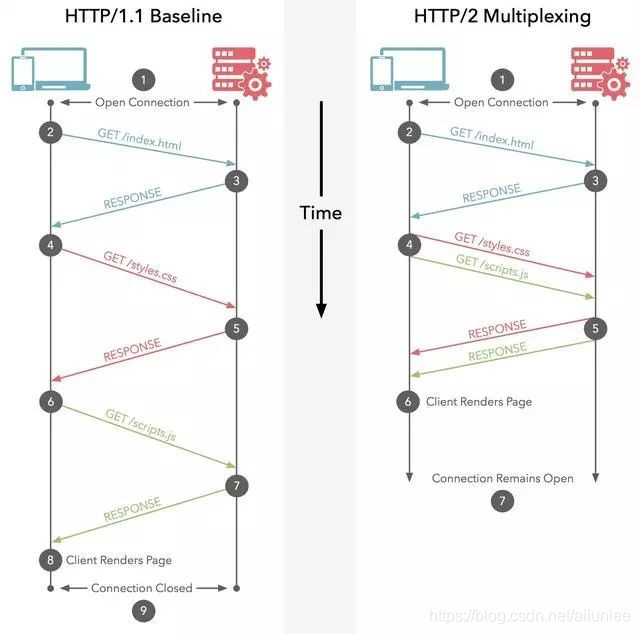 HTTP/1.1 Baseline
1
Open Connection
2
GET /index.html
3
RESPONSE
4
GET /styles.css
5
RESPONSE
6
GET /scripts.js
7
RESPONSE
8
Client Renders Page
Connection Closed
9
Time
HTTP/2 Multiplexing
1
Open Connection
2
GET /index.html
3
RESPONSE
4
GET /styles.css
GET /scripts.js
5
RESPONSE
RESPONSE
6
Client Renders Page
Connection Remains Open
7
https://blog.csdn.net/ailunlee